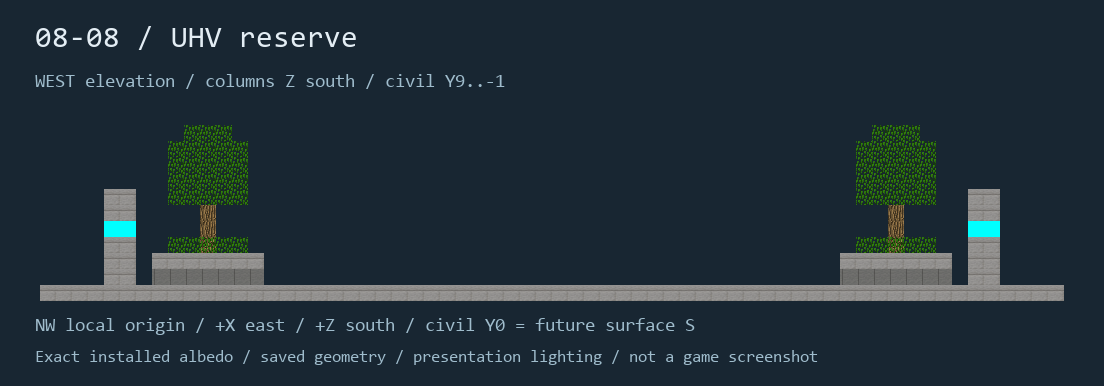 08-08 / UHV reserve
WEST elevation / columns Z south / civil Y9..-1
NW local origin / +X east / +Z south / civil Y0 = future surface S
Exact installed albedo / saved geometry / presentation lighting / not a game screenshot